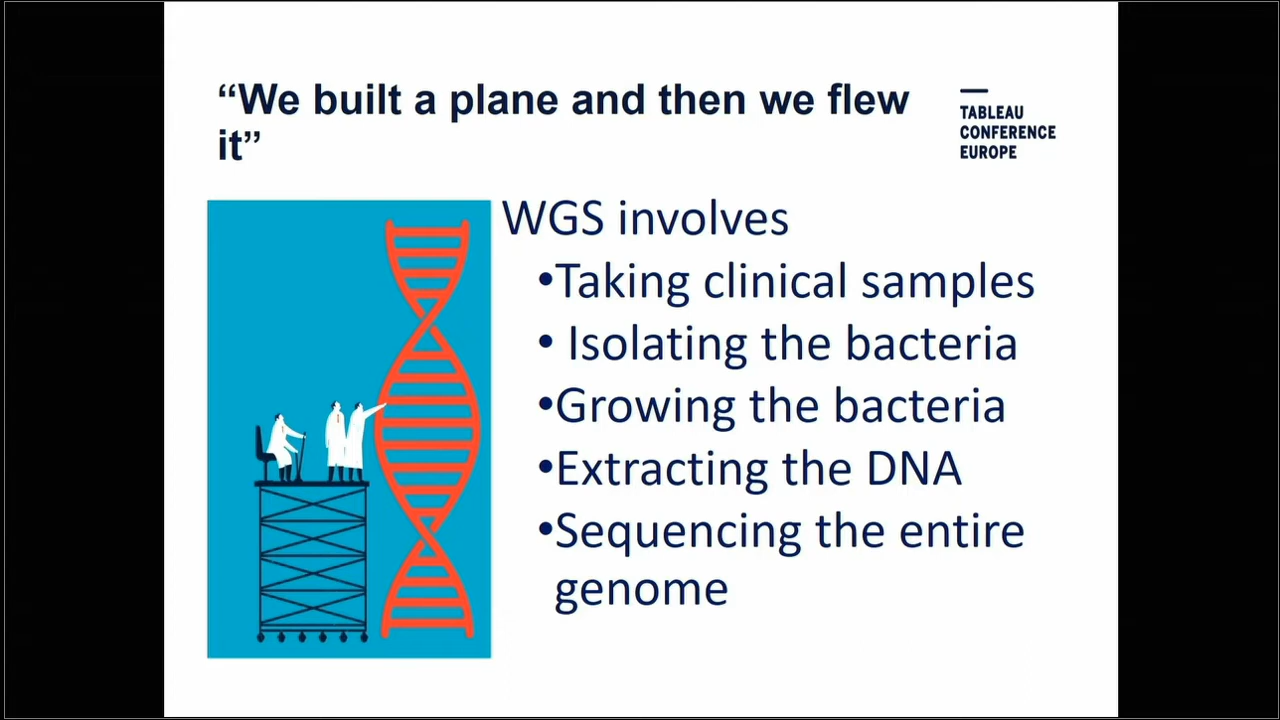 “We built a plane and then we flew
it”
TABLEAU
CONFERENCE
EUROPE
WGS involves
•Taking clinical samples
• Isolating the bacteria
•Growing the bacteria
•Extracting the DNA
•Sequencing the entire
genome